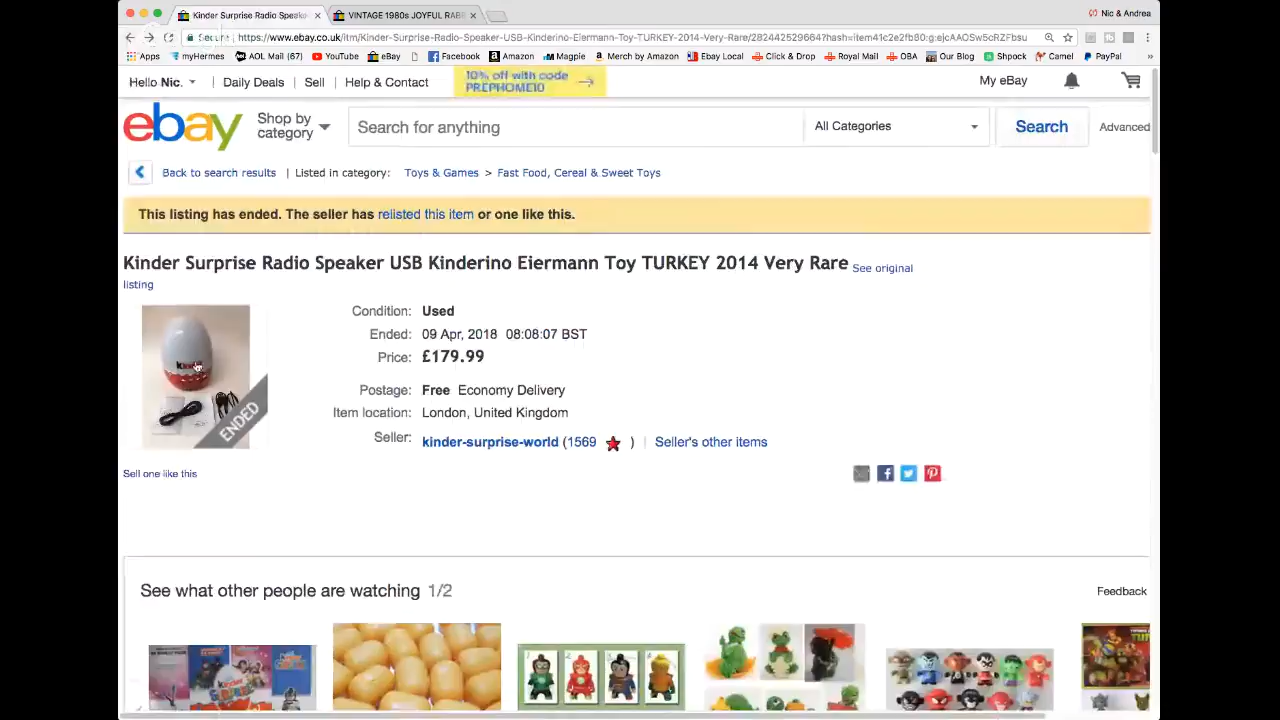 Kinder Surprise Radio Speake
VINTAGE 1980s JOYFUL RAB
Nic & Andrea
Secure https://www.ebay.co.uk/itm/Kinder-Surprise-Radio-Speaker-USB-Kinderino-Eiermann-Toy-TURKEY-2014-Very-Rare/282442529664?hash=item41c2e2fb80:g:ejcAAOSw5cRZFbsu
Apps myHermes AOL Mail (67) YouTube eBay Facebook Amazon Magpie Merch by Amazon Ebay Local Click & Drop Royal Mail OBA Our Blog Shpock Camel PayPal »
Hello Nic. Daily Deals Sell Help & Contact 10% off with code My eBay
PREPHOME10
ebay Shop by category Search for anything All Categories Search Advanced
Back to search results Listed in category: Toys & Games > Fast Food, Cereal & Sweet Toys
This listing has ended. The seller has relisted this item or one like this.
Kinder Surprise Radio Speaker USB Kinderino Eiermann Toy TURKEY 2014 Very Rare See original
listing
Condition: Used
Ended: 09 Apr, 2018 08:08:07 BST
Price: £179.99
Postage: Free Economy Delivery
Item location: London, United Kingdom
Seller: kinder-surprise-world (1569 ) | Seller's other items
ENDED
Sell one like this
See what other people are watching 1/2
Feedback